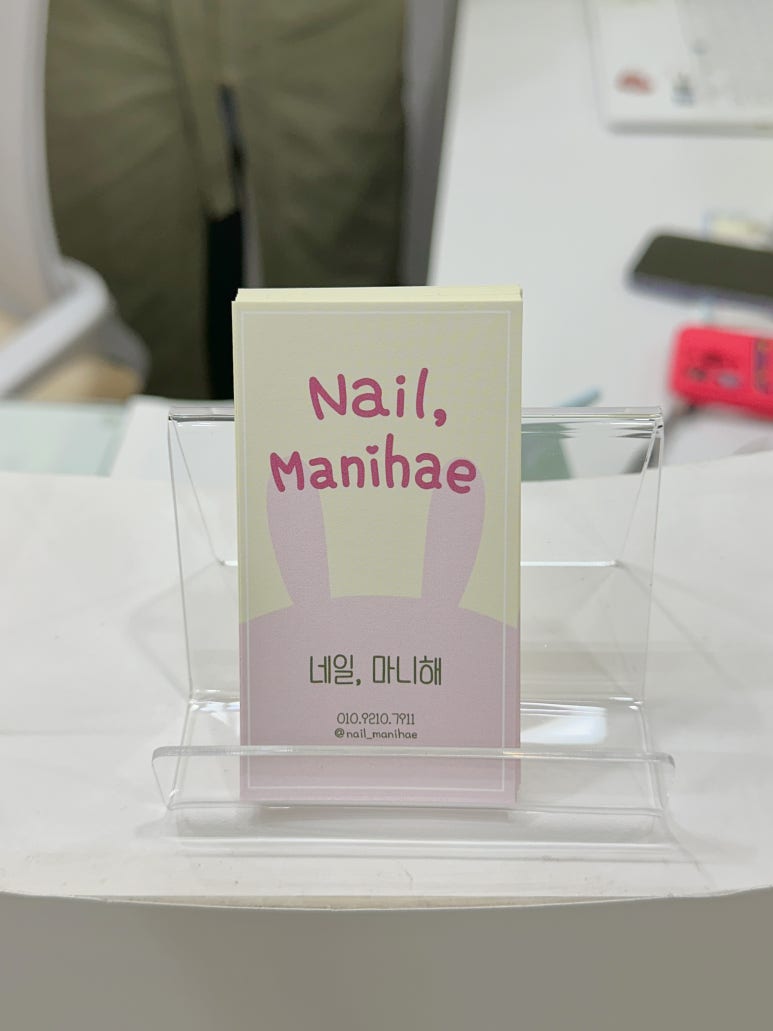 Nail,
Manihae
네일, 마니해
010.9210.7911
@nail_manihae